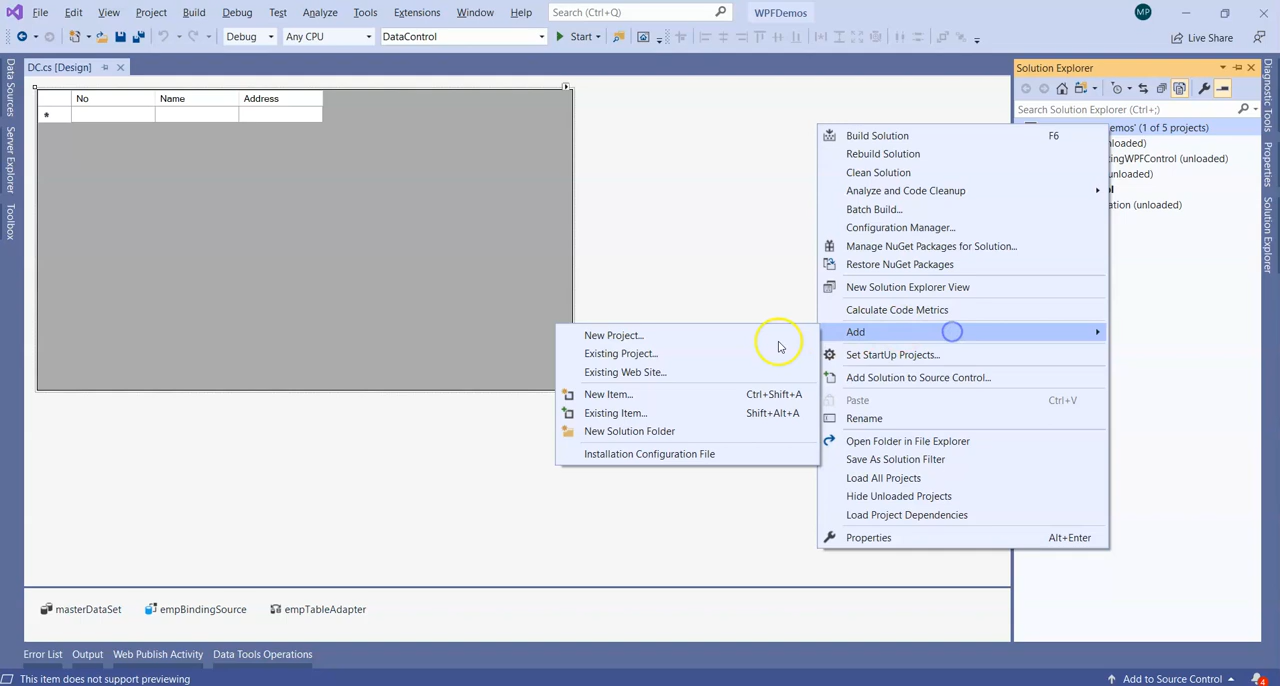 File Edit View Project Build Debug Test Analyze Tools Extensions Window Help Search (Ctrl+Q) WPFDemos MP
Debug Any CPU DataControl Start Live Share
DC.cs [Design]
Data Sources
Server Explorer
Toolbox
No Name Address
*
Solution Explorer
Search Solution Explorer (Ctrl+;)
emos' (1 of 5 projects)
loaded)
tingWPFControl (unloaded)
(unloaded)
ol
ation (unloaded)
Diagnostic Tools
Properties
Solution Explorer
Build Solution F6
Rebuild Solution
Clean Solution
Analyze and Code Cleanup
Batch Build...
Configuration Manager...
Manage NuGet Packages for Solution...
Restore NuGet Packages
New Solution Explorer View
Calculate Code Metrics
Add
Set StartUp Projects...
Add Solution to Source Control...
Paste Ctrl+V
Rename
Open Folder in File Explorer
Save As Solution Filter
Load All Projects
Hide Unloaded Projects
Load Project Dependencies
Properties Alt+Enter
New Project...
Existing Project...
Existing Web Site...
New Item... Ctrl+Shift+A
Existing Item... Shift+Alt+A
New Solution Folder
Installation Configuration File
masterDataSet empBindingSource empTableAdapter
Error List Output Web Publish Activity Data Tools Operations
This item does not support previewing Add to Source Control 4